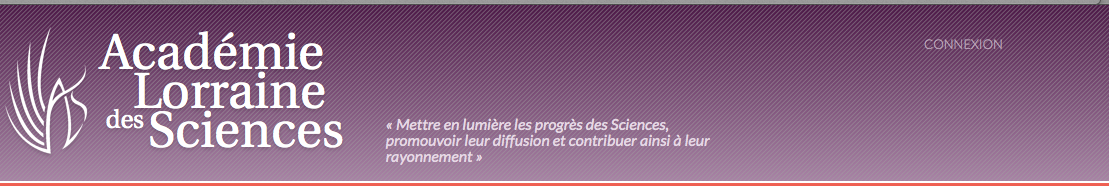 Académie
Lorraine
des Sciences
CONNEXION
« Mettre en lumière les progrès des Sciences,
promouvoir leur diffusion et contribuer ainsi à leur
rayonnement »